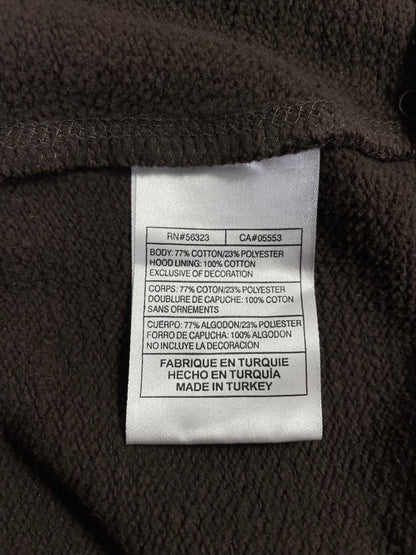 RN#56323 CA#05553
BODY: 77% COTTON/23% POLYESTER
HOOD LINING: 100% COTTON
EXCLUSIVE OF DECORATION
CORPS: 77% COTON/23% POLYESTER
DOUBLURE DE CAPUCHE: 100% COTON
SANS ORNEMENTS
CUERPO: 77% ALGODON/23% POLIESTER
FORRO DE CAPUCHA: 100% ALGODON
NO INCLUYE LA DECORACION
FABRIQUE EN TURQUIE
HECHO EN TURQUÍA
MADE IN TURKEY